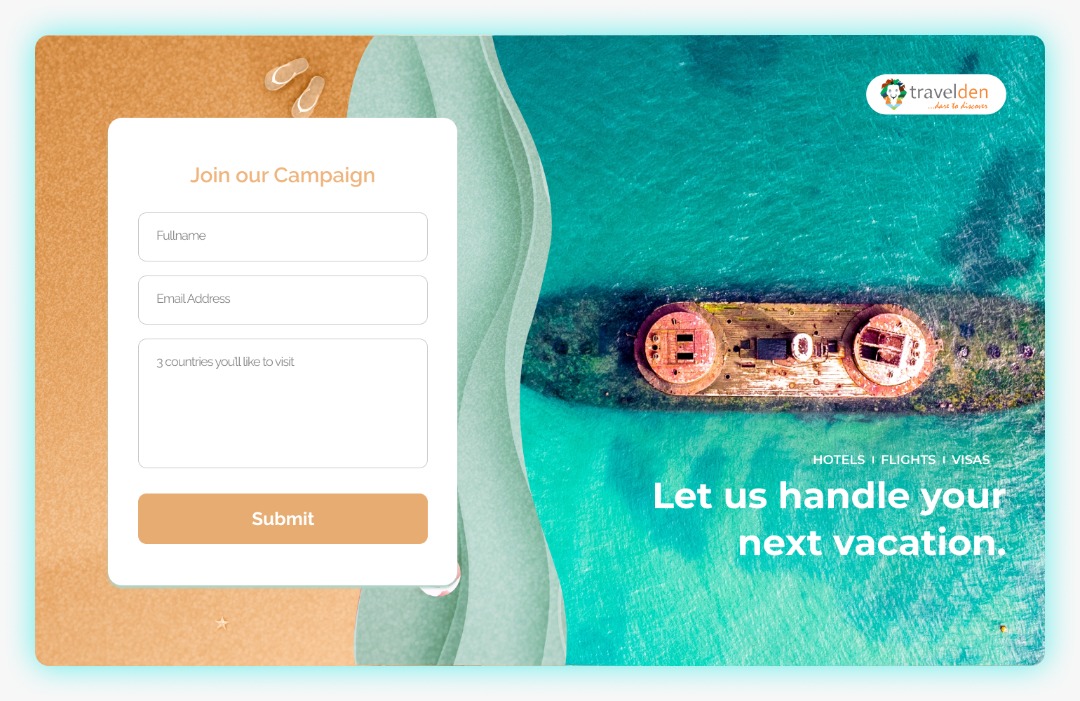 travelden
...dare to discover
Join our Campaign
Fullname
Email Address
3 countries you'll like to visit
Submit
HOTELS I FLIGHTS I VISAS
Let us handle your
next vacation.